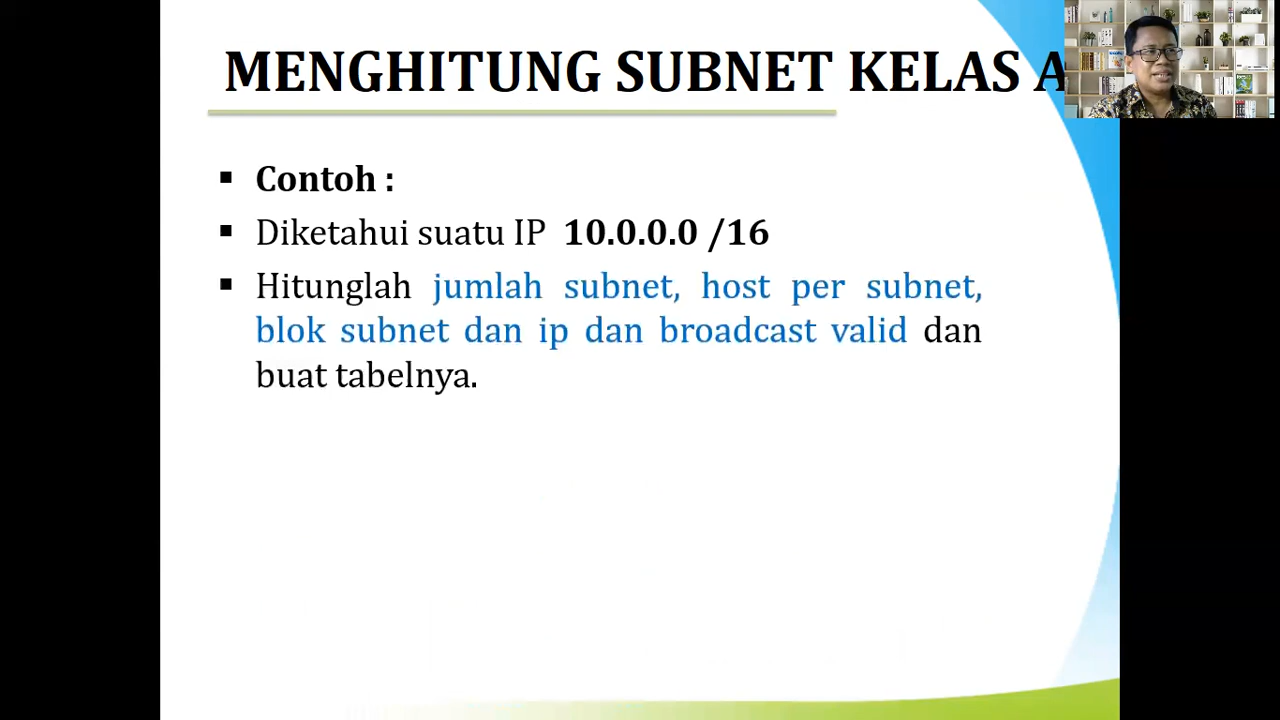 MENGHITUNG SUBNET KELAS A
▪ Contoh :
▪ Diketahui suatu IP 10.0.0.0 /16
▪ Hitunglah jumlah subnet, host per subnet,
blok subnet dan ip dan broadcast valid dan
buat tabelnya.